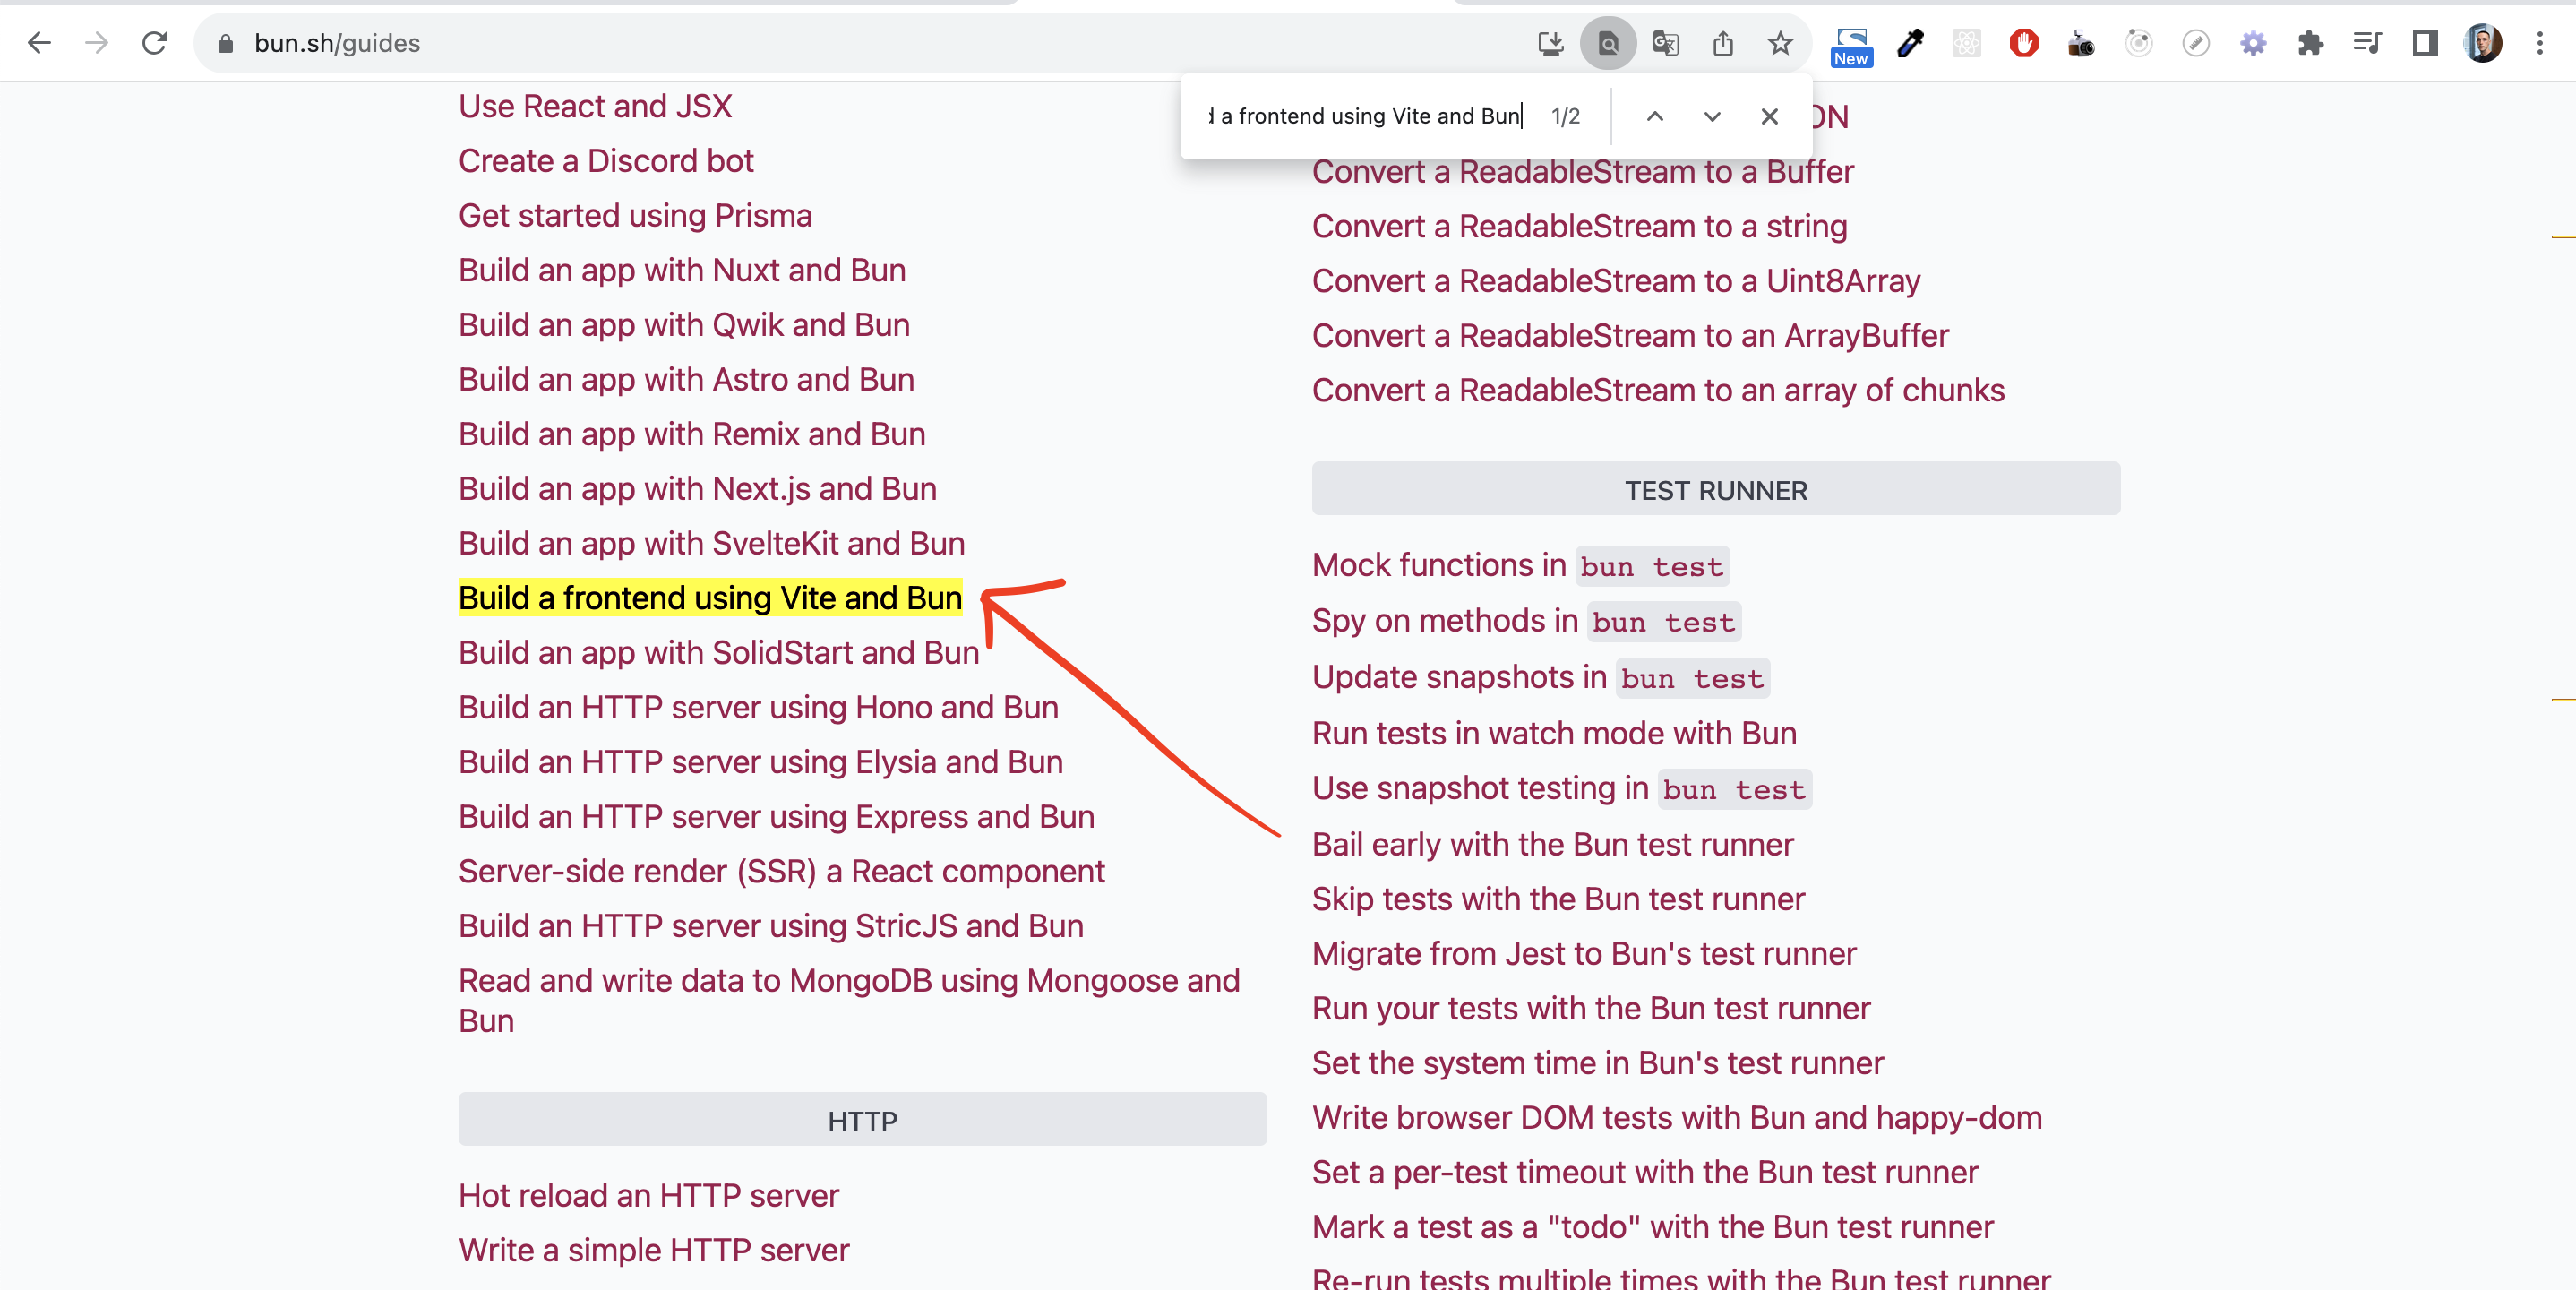 bun.sh/guides
New
d a frontend using Vite and Bun 1/2
Use React and JSX
Create a Discord bot
Get started using Prisma
Build an app with Nuxt and Bun
Build an app with Qwik and Bun
Build an app with Astro and Bun
Build an app with Remix and Bun
Build an app with Next.js and Bun
Build an app with SvelteKit and Bun
Build a frontend using Vite and Bun
Build an app with SolidStart and Bun
Build an HTTP server using Hono and Bun
Build an HTTP server using Elysia and Bun
Build an HTTP server using Express and Bun
Server-side render (SSR) a React component
Build an HTTP server using StricJS and Bun
Read and write data to MongoDB using Mongoose and
Bun
HTTP
Hot reload an HTTP server
Write a simple HTTP server
Convert a ReadableStream to a Buffer
Convert a ReadableStream to a string
Convert a ReadableStream to a Uint8Array
Convert a ReadableStream to an ArrayBuffer
Convert a ReadableStream to an array of chunks
TEST RUNNER
Mock functions in bun test
Spy on methods in bun test
Update snapshots in bun test
Run tests in watch mode with Bun
Use snapshot testing in bun test
Bail early with the Bun test runner
Skip tests with the Bun test runner
Migrate from Jest to Bun's test runner
Run your tests with the Bun test runner
Set the system time in Bun's test runner
Write browser DOM tests with Bun and happy-dom
Set a per-test timeout with the Bun test runner
Mark a test as a "todo" with the Bun test runner
Re-run tests multiple times with the Bun test runner